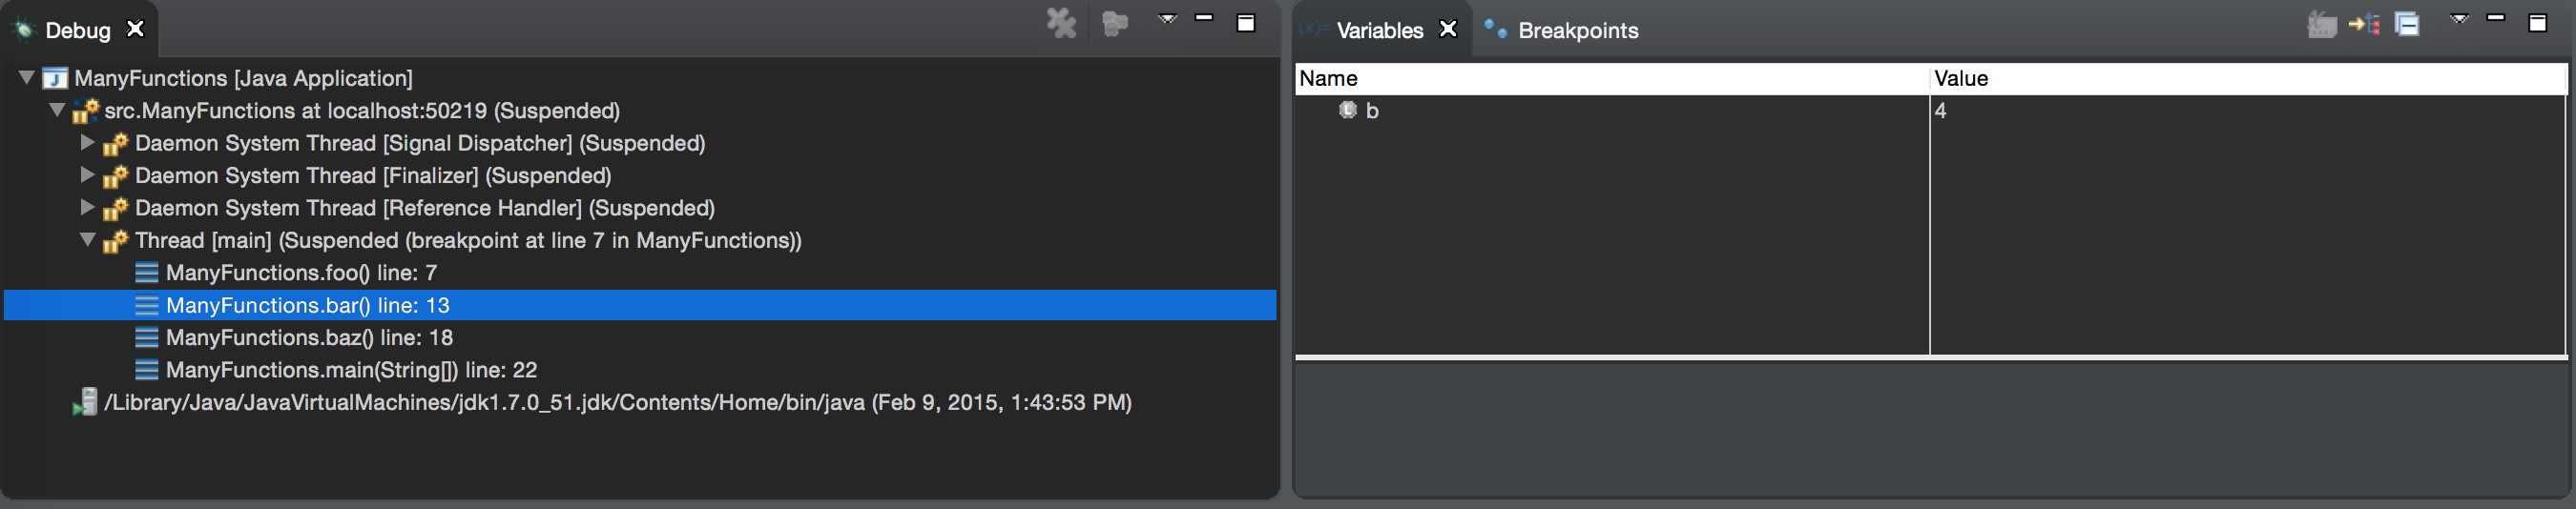 Debug
ManyFunctions [Java Application]
src.ManyFunctions at localhost:50219 (Suspended)
Daemon System Thread [Signal Dispatcher] (Suspended)
Daemon System Thread [Finalizer] (Suspended)
Daemon System Thread [Reference Handler] (Suspended)
Thread [main] (Suspended (breakpoint at line 7 in ManyFunctions))
ManyFunctions.foo() line: 7
ManyFunctions.bar() line: 13
ManyFunctions.baz() line: 18
ManyFunctions.main(String[]) line: 22
/Library/Java/JavaVirtualMachines/jdk1.7.0_51.jdk/Contents/Home/bin/java (Feb 9, 2015, 1:43:53 PM)
(x)= Variables Breakpoints
Name Value
b 4